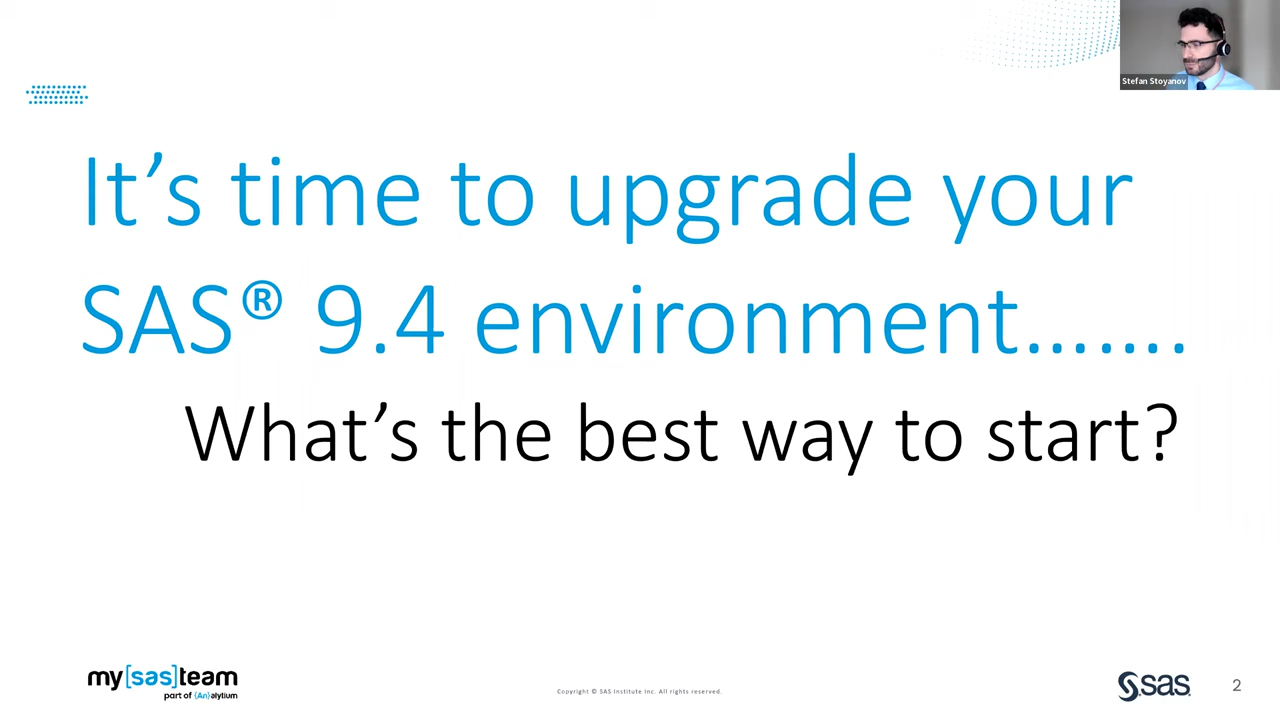 Stefan Stoyanov
It’s time to upgrade your
SAS® 9.4 environment…….
What’s the best way to start?
my[sas]team
part of {An}alytium
Copyright © SAS Institute Inc. All rights reserved.
sas
2